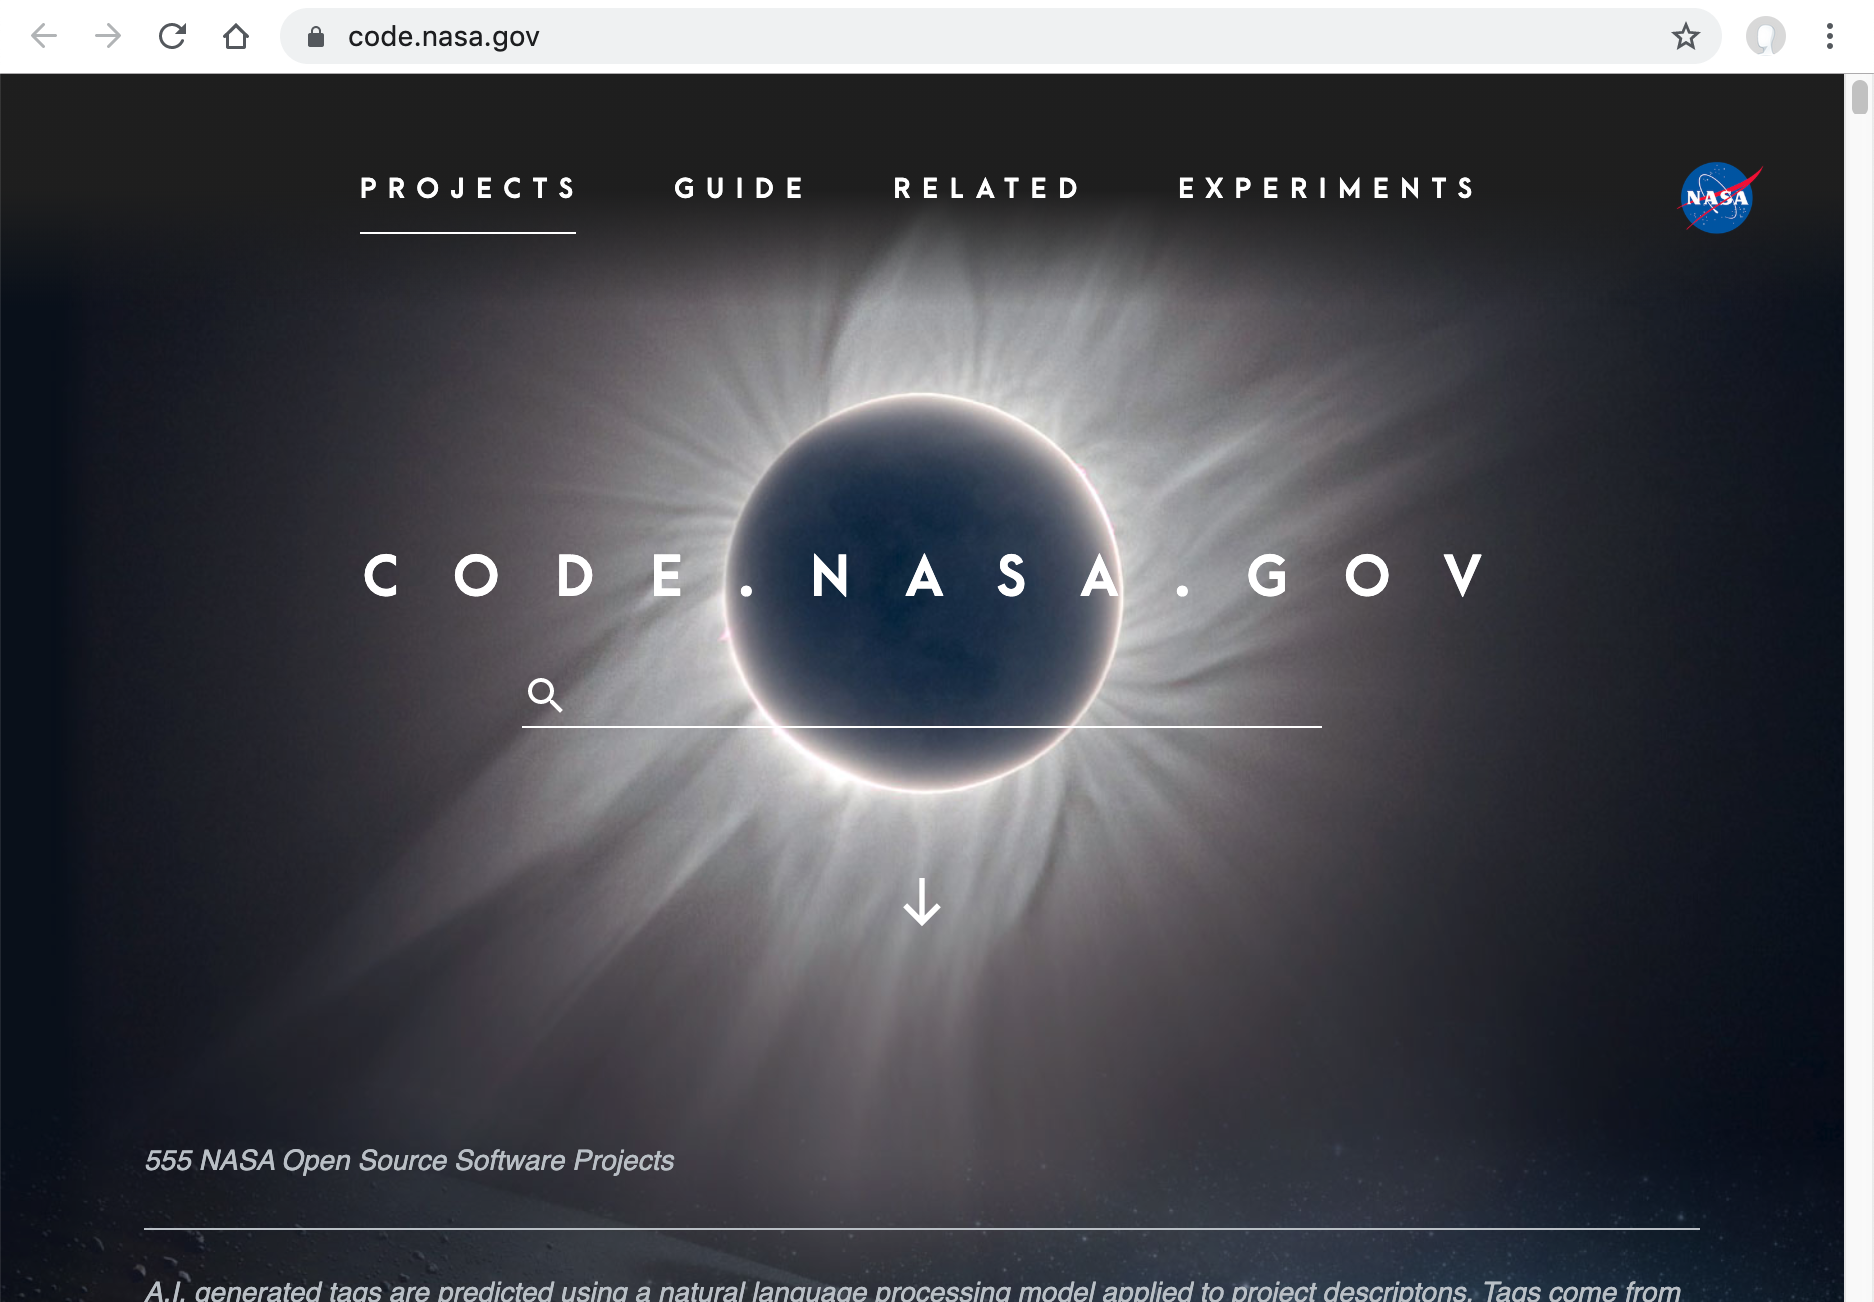 code.nasa.gov
PROJECTS GUIDE RELATED EXPERIMENTS
NASA
CODE.NASA.GOV
555 NASA Open Source Software Projects
A.I. generated tags are predicted using a natural language processing model applied to project descriptons. Tags come from